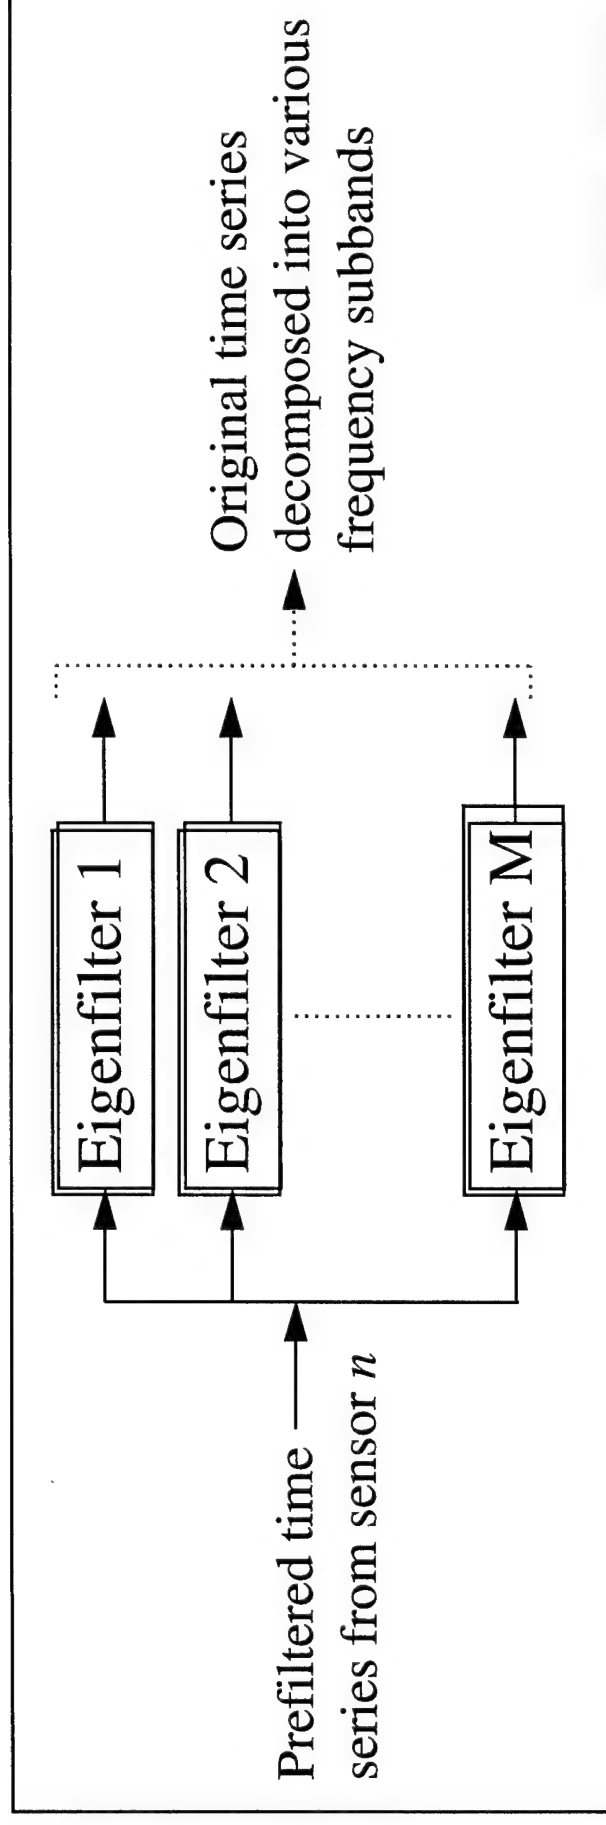 Prefiltered time
series from sensor n
Eigenfilter 1
Eigenfilter 2
Eigenfilter M
Original time series
decomposed into various
frequency subbands